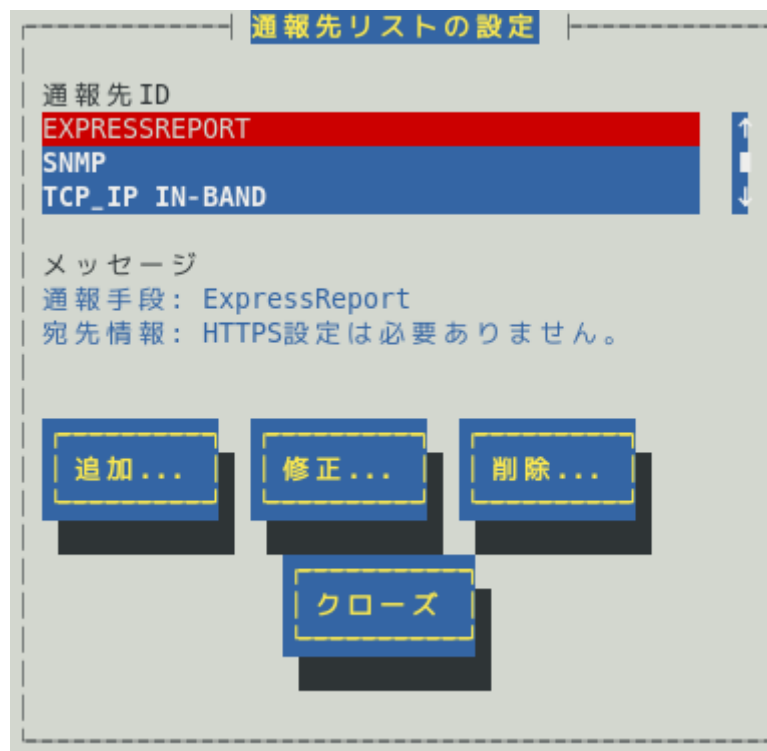 通報先リストの設定
通報先ID
EXPRESSREPORT
SNMP
TCP_IP IN-BAND
メッセージ
通報手段: ExpressReport
宛先情報: HTTPS設定は必要ありません。
追加... 修正... 削除...
クローズ